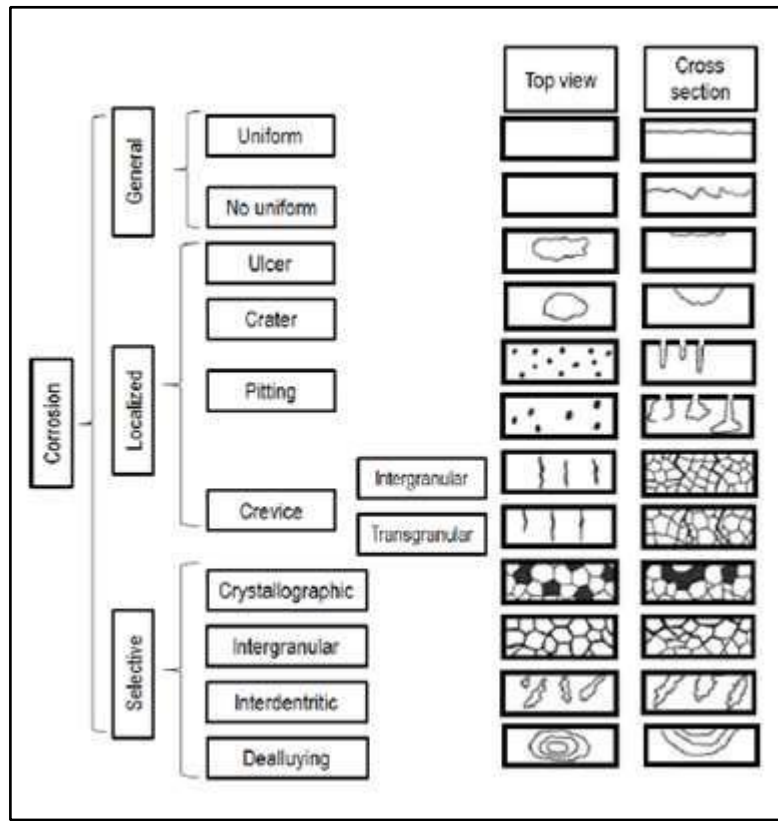 Top view
Cross
section
Corrosion
General
Uniform
No uniform
Localized
Ulcer
Crater
Pitting
Crevice
Intergranular
Transgranular
Selective
Crystallographic
Intergranular
Interdentritic
Dealluying